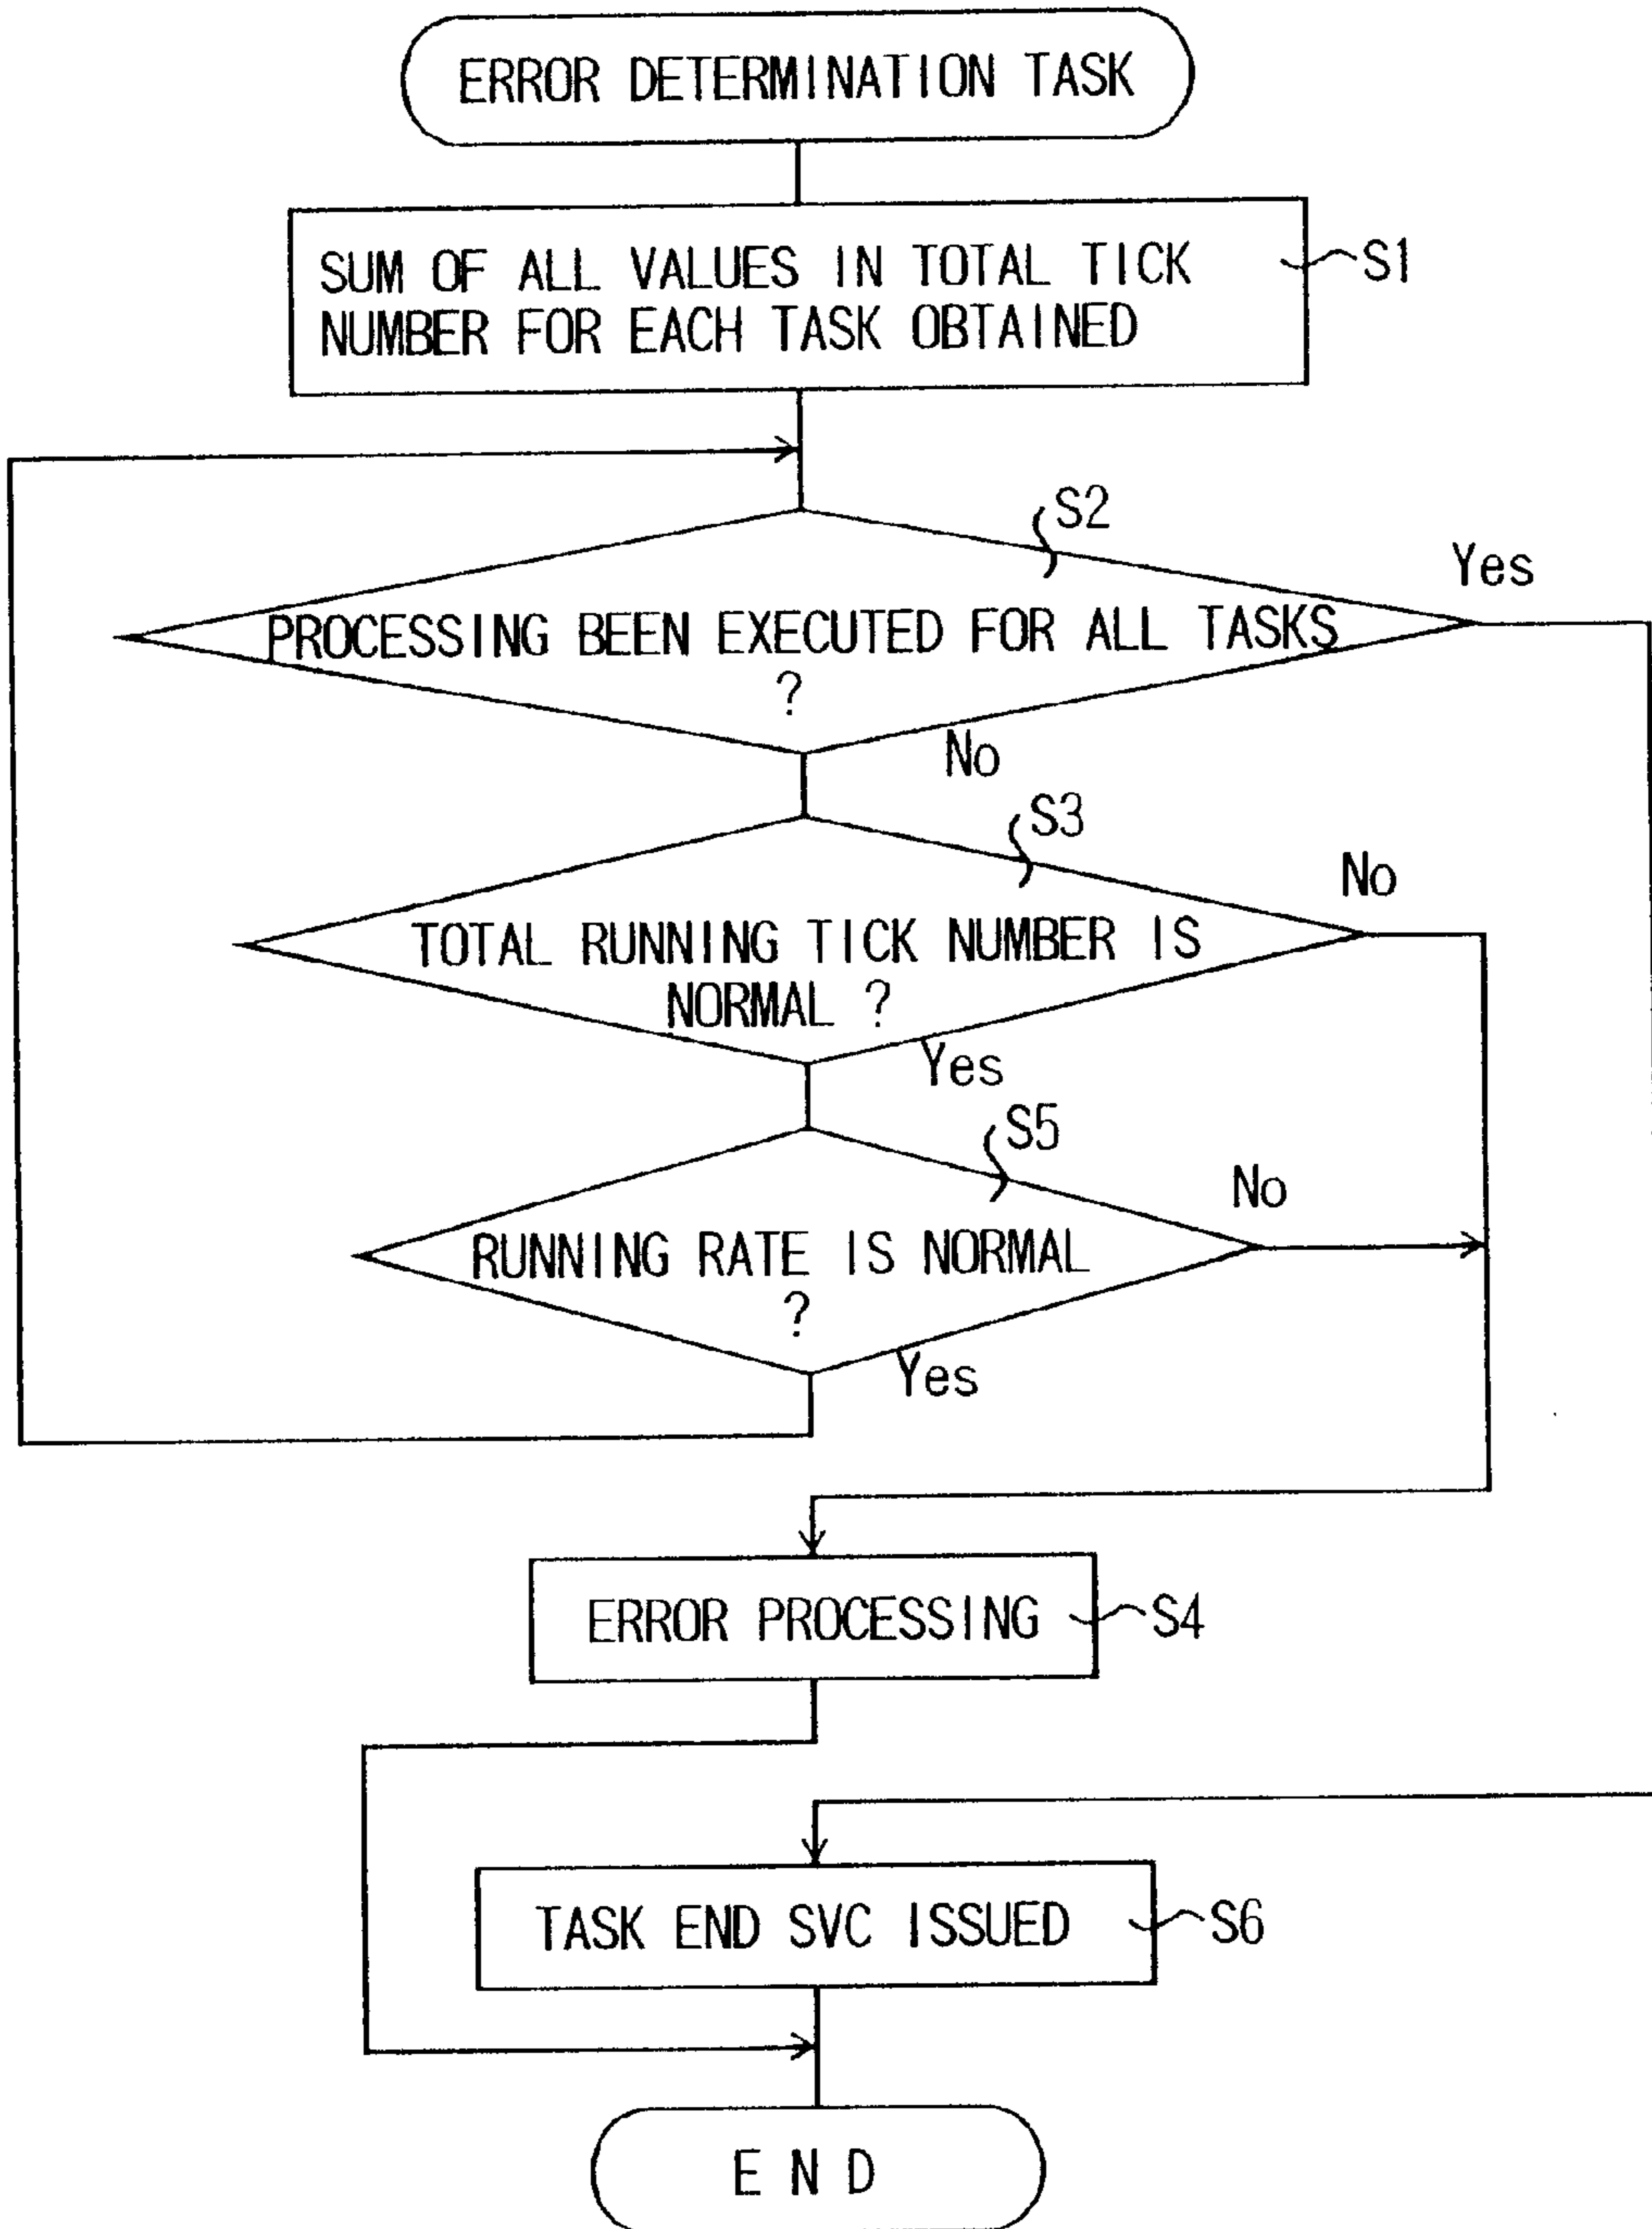 ERROR DETERMINATION TASK
SUM OF ALL VALUES IN TOTAL TICK
NUMBER FOR EACH TASK OBTAINED
S1
S2
Yes
PROCESSING BEEN EXECUTED FOR ALL TASKS
?
No
S3
No
TOTAL RUNNING TICK NUMBER IS
NORMAL ?
Yes
S5
No
RUNNING RATE IS NORMAL
?
Yes
ERROR PROCESSING
S4
TASK END SVC ISSUED
S6
END